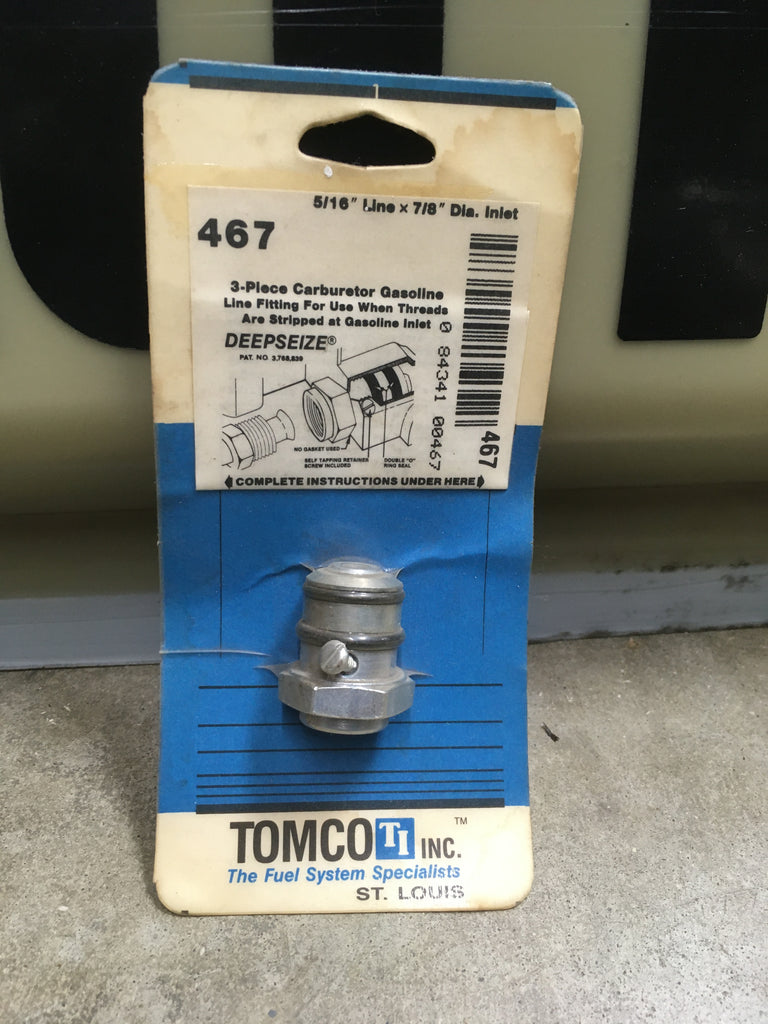 5/16" Line × 7/8" Dia. Inlet
467
3-Piece Carburetor Gasoline
Line Fitting For Use When Threads
Are Stripped at Gasoline Inlet
DEEPSEIZE®
PAT. NO. 3,768,839
0 84341 00467
467
NO GASKET USED
SELF TAPPING RETAINER
SCREW INCLUDED
DOUBLE "O"
RING SEAL
COMPLETE INSTRUCTIONS UNDER HERE
TOMCO TI INC.™
The Fuel System Specialists
ST. LOUIS